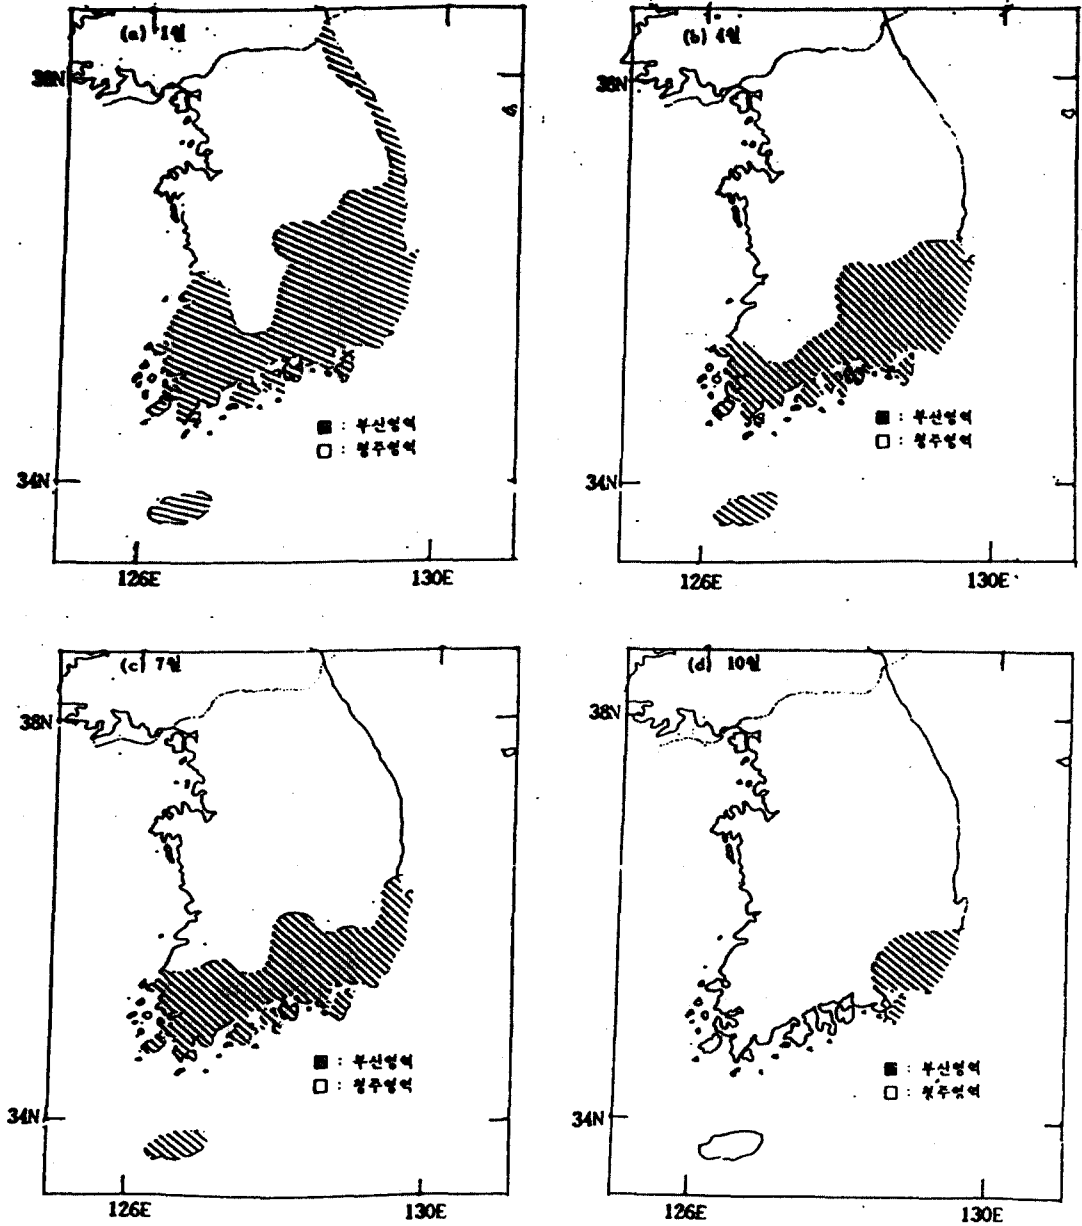 (a) 1월
38N
■ : 부산영역
□ : 청주영역
34N
126E 130E
(b) 4월
38N
■ : 부산영역
□ : 청주영역
34N
126E 130E
(c) 7월
38N
■ : 부산영역
□ : 청주영역
34N
126E 130E
(d) 10월
38N
■ : 부산영역
□ : 청주영역
34N
126E 130E